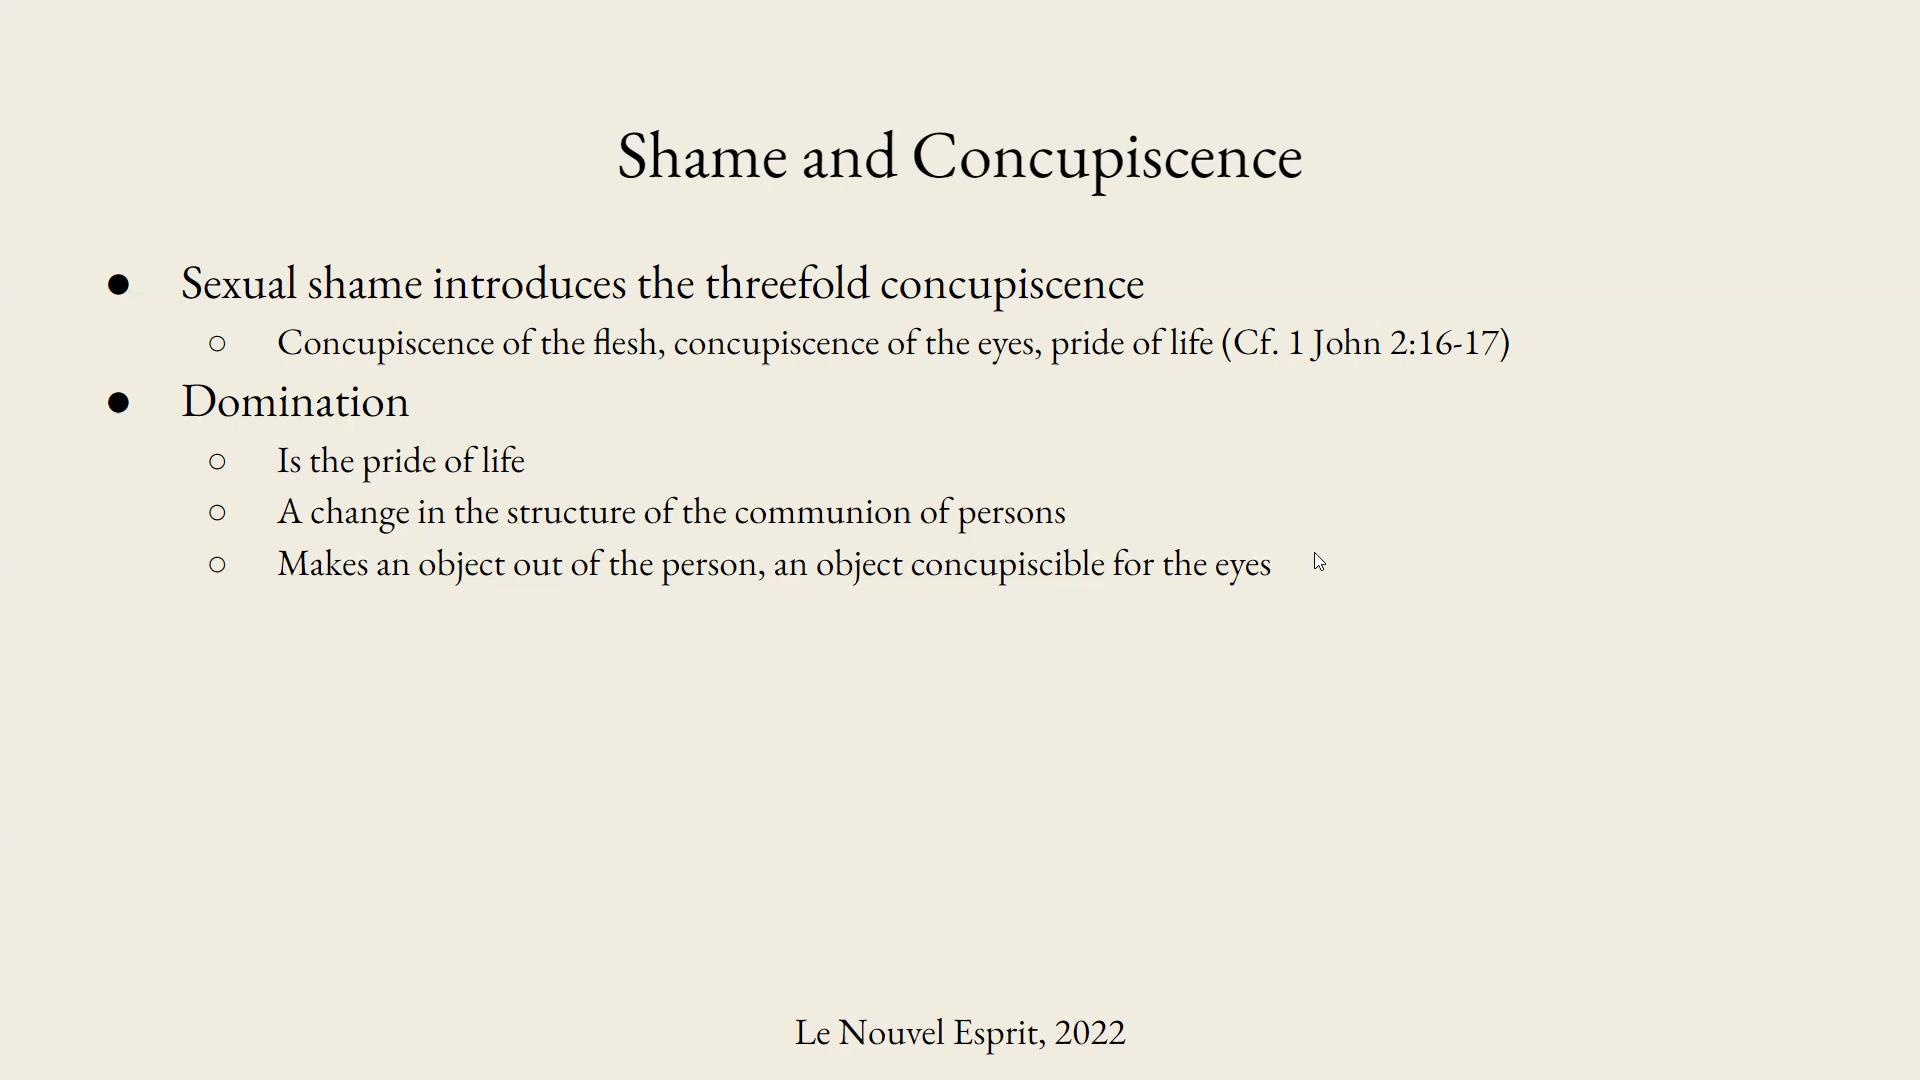 Shame and Concupiscence
● Sexual shame introduces the threefold concupiscence
○ Concupiscence of the flesh, concupiscence of the eyes, pride of life (Cf. 1 John 2:16-17)
● Domination
○ Is the pride of life
○ A change in the structure of the communion of persons
○ Makes an object out of the person, an object concupiscible for the eyes
Le Nouvel Esprit, 2022